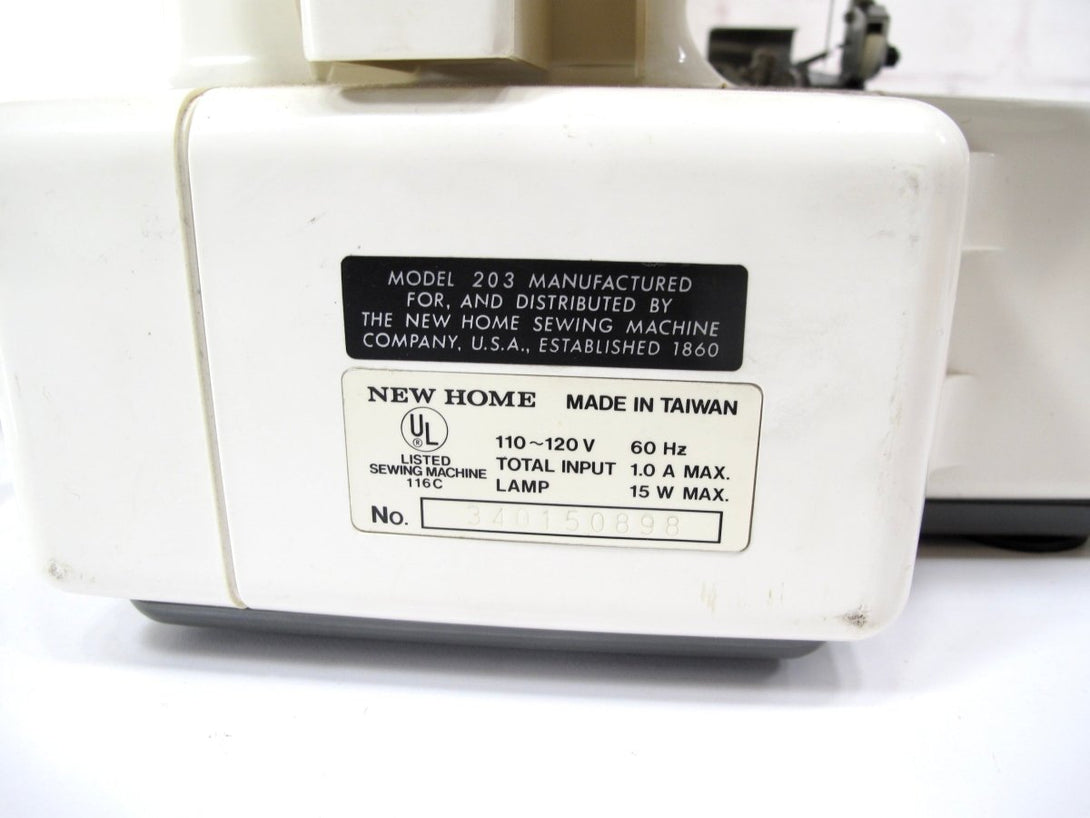 MODEL 203 MANUFACTURED
FOR, AND DISTRIBUTED BY
THE NEW HOME SEWING MACHINE
COMPANY, U.S.A., ESTABLISHED 1860
NEW HOME MADE IN TAIWAN
UL
®
LISTED
SEWING MACHINE
116C
110~120 V 60 Hz
TOTAL INPUT 1.0 A MAX.
LAMP 15 W MAX.
No. 340150898